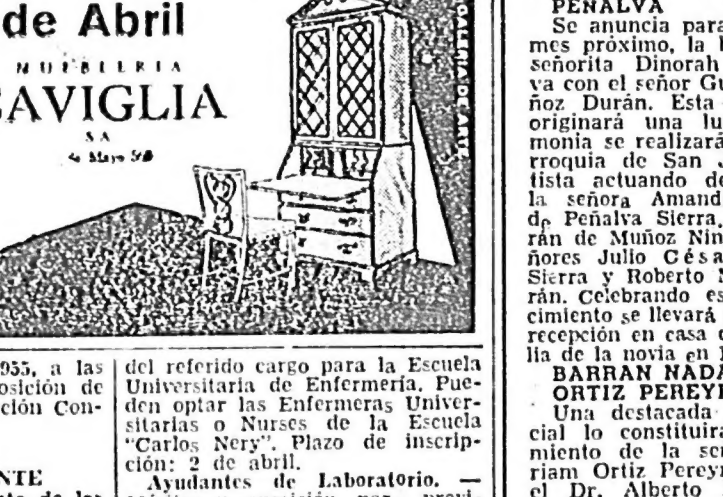 de Abril
MUEBLERIA
CAVIGLIA
S.A.
GALERIA DE ARTE
955, a las
osición de
ción Con-
NTE
del referido cargo para la Escuela
Universitaria de Enfermería. Pue-
den optar las Enfermeras Univer-
sitarias o Nurses de la Escuela
"Carlos Nery". Plazo de inscrip-
ción: 2 de abril.
Ayudantes de Laboratorio. —
PEÑALVA
Se anuncia para
mes próximo, la b
señorita Dinorah
va con el señor Gu
ñoz Durán. Esta
originará una lu
monia se realizará
rroquia de San J
tista actuando de
la señora Amand
de Peñalva Sierra,
rán de Muñoz Nin
ñores Julio César
Sierra y Roberto
rán. Celebrando es
cimiento se llevará
recepción en casa d
lia de la novia en l
BARRAN NADA
ORTIZ PEREY
Una destacada
cial lo constituirá
miento de la se
riam Ortiz Perey
el Dr. Alberto